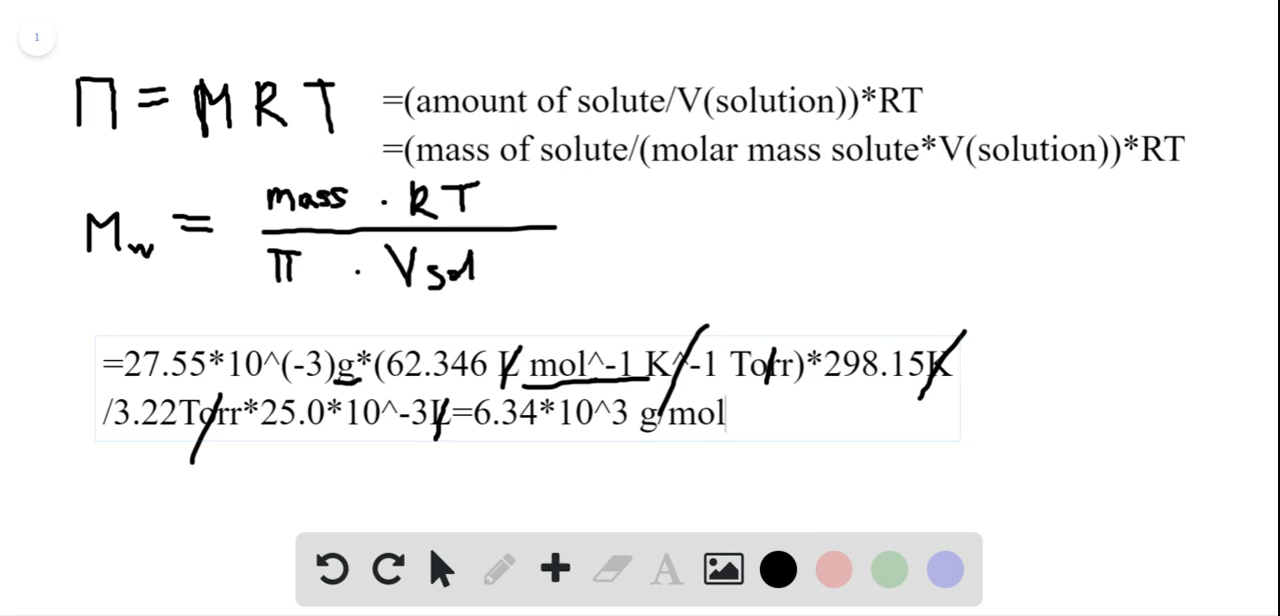 1
Π = M R T =(amount of solute/V(solution))*RT
=(mass of solute/(molar mass solute*V(solution))*RT
mass . RT
Mw =
π . Vsol
=27.55*10^(-3)g*(62.346 L mol^-1 K^-1 Torr)*298.15K
/3.22Torr*25.0*10^-3L=6.34*10^3 g/mol
A